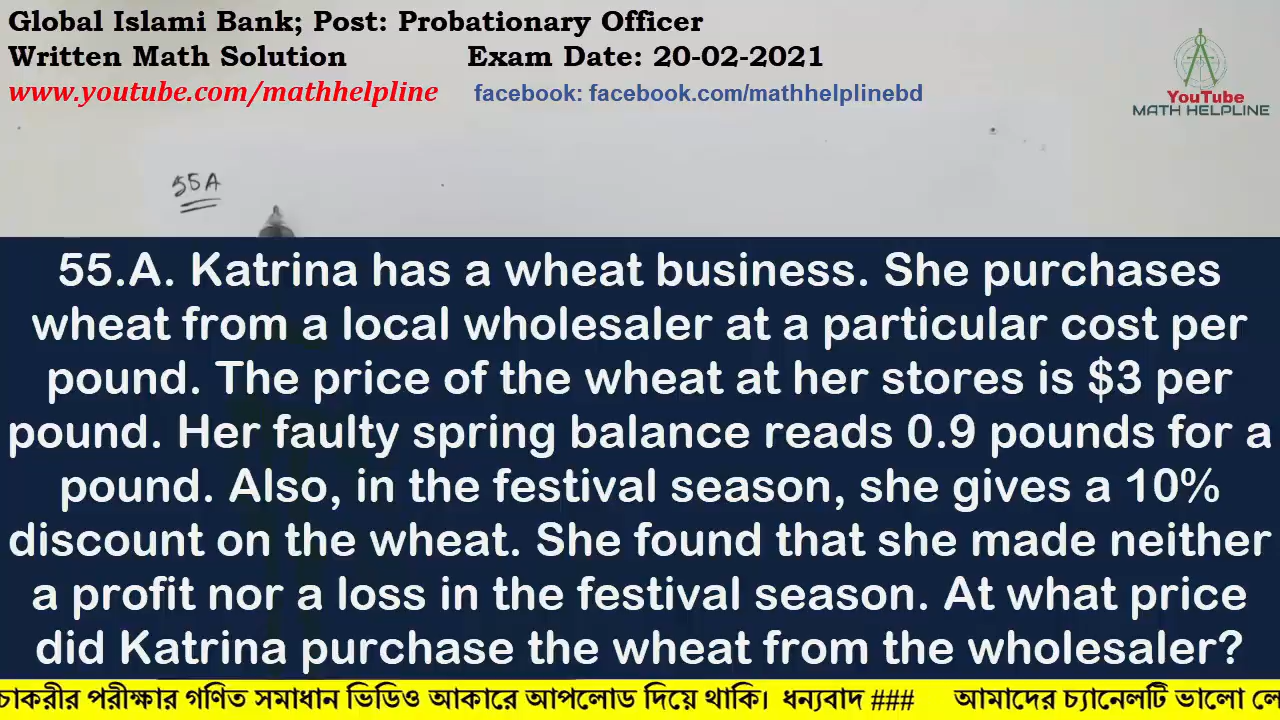 Global Islami Bank; Post: Probationary Officer
Written Math Solution Exam Date: 20-02-2021
www.youtube.com/mathhelpline facebook: facebook.com/mathhelplinebd
YouTube
MATH HELPLINE
55A
55.A. Katrina has a wheat business. She purchases
wheat from a local wholesaler at a particular cost per
pound. The price of the wheat at her stores is $3 per
pound. Her faulty spring balance reads 0.9 pounds for a
pound. Also, in the festival season, she gives a 10%
discount on the wheat. She found that she made neither
a profit nor a loss in the festival season. At what price
did Katrina purchase the wheat from the wholesaler?
চাকরীর পরীক্ষার গণিত সমাধান ভিডিও আকারে আপলোড দিয়ে থাকি। ধন্যবাদ ### আমাদের চ্যানেলটি ভালো লে